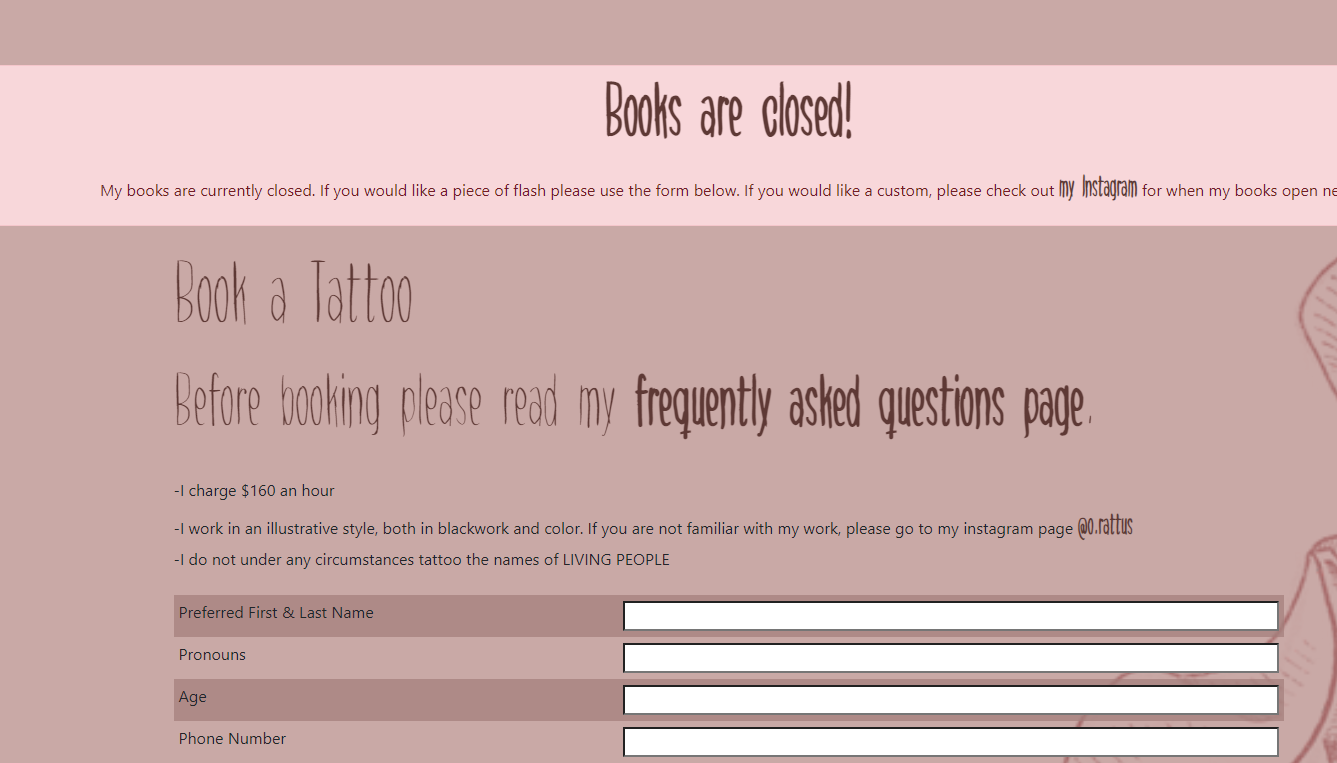 Books are closed!
My books are currently closed. If you would like a piece of flash please use the form below. If you would like a custom, please check out my Instagram for when my books open
Book a Tattoo
Before booking please read my frequently asked questions page.
-I charge $160 an hour
-I work in an illustrative style, both in blackwork and color. If you are not familiar with my work, please go to my instagram page @o.rattus
-I do not under any circumstances tattoo the names of LIVING PEOPLE
Preferred First & Last Name
Pronouns
Age
Phone Number